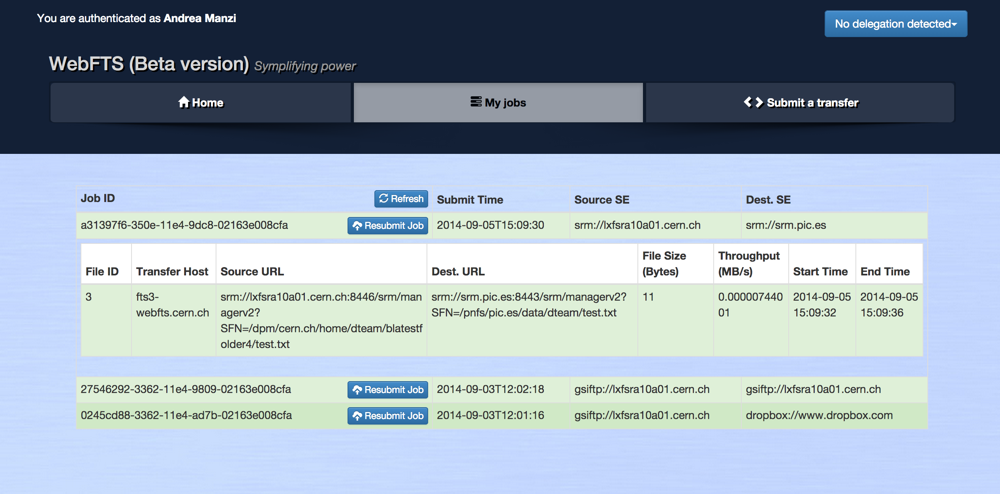 You are authenticated as Andrea Manzi
No delegation detected
WebFTS (Beta version) Symplifying power
Home
My jobs
Submit a transfer
Job ID Refresh Submit Time Source SE Dest. SE
a31397f6-350e-11e4-9dc8-02163e008cfa Resubmit Job 2014-09-05T15:09:30 srm://lxfsra10a01.cern.ch srm://srm.pic.es
File ID Transfer Host Source URL Dest. URL File Size (Bytes) Throughput (MB/s) Start Time End Time
3
fts3-
webfts.cern.ch
srm://lxfsra10a01.cern.ch:8446/srm/man
agerv2?
SFN=/dpm/cern.ch/home/dteam/blatestf
older4/test.txt
srm://srm.pic.es:8443/srm/managerv2?
SFN=/pnfs/pic.es/data/dteam/test.txt
11
0.000007440
01
2014-09-05
15:09:32
2014-09-05
15:09:36
27546292-3362-11e4-9809-02163e008cfa Resubmit Job 2014-09-03T12:02:18 gsiftp://lxfsra10a01.cern.ch gsiftp://lxfsra10a01.cern.ch
0245cd88-3362-11e4-ad7b-02163e008cfa Resubmit Job 2014-09-03T12:01:16 gsiftp://lxfsra10a01.cern.ch dropbox://www.dropbox.com